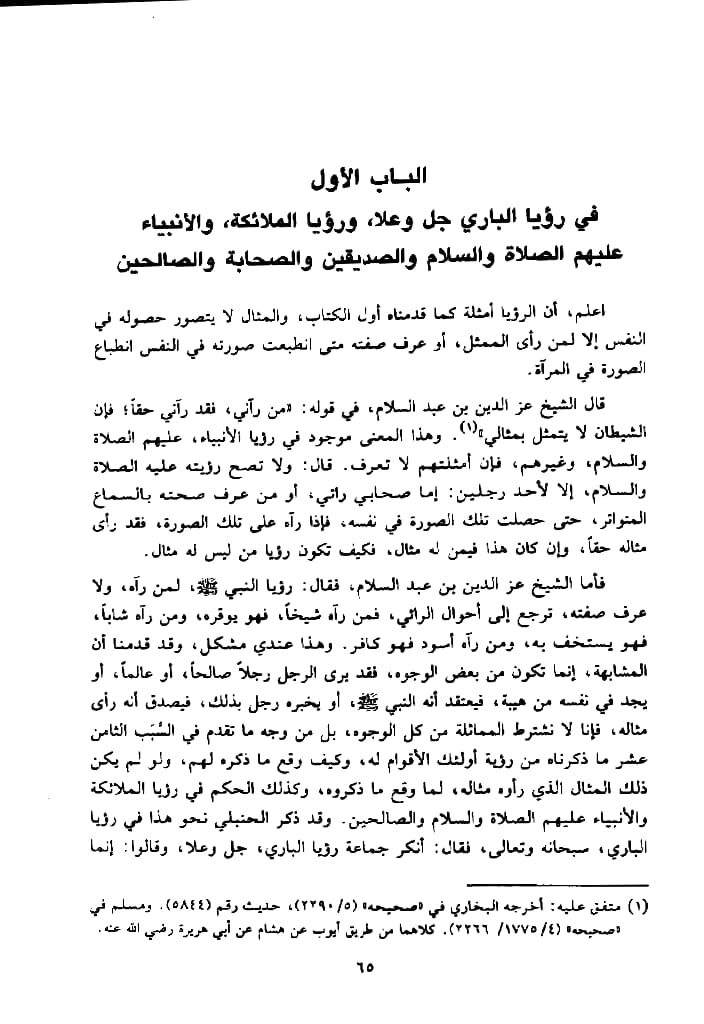 الباب الأول
في رؤيا الباري جل وعلا، ورؤيا الملائكة، والأنبياء
عليهم الصلاة والسلام والصديقين والصحابة والصالحين
اعلم، أن الرؤيا أمثلة كما قدمناه أول الكتاب، والمثال لا يتصور حصوله في
النفس إلا لمن رأى الممثل، أو عرف صفته متى انطبعت صورته في النفس انطباع
الصورة في المرآة.
قال الشيخ عز الدين بن عبد السلام، في قوله: «من رآني، فقد رآني حقاً؛ فإن
الشيطان لا يتمثل بمثالي»(١). وهذا المعنى موجود في رؤيا الأنبياء، عليهم الصلاة
والسلام، وغيرهم، فإن أمثلتهم لا تعرف. قال: ولا تصح رؤيته عليه الصلاة
والسلام، إلا لأحد رجلين: إما صحابي رائي، أو من عرف صحته بالسماع
المتواتر، حتى حصلت تلك الصورة في نفسه، فإذا رآه على تلك الصورة، فقد رأى
مثاله حقاً، وإن كان هذا فيمن له مثال، فكيف تكون رؤيا من ليس له مثال.
فأما الشيخ عز الدين بن عبد السلام، فقال: رؤيا النبي ﷺ، لمن رآه، ولا
عرف صفته، ترجع إلى أحوال الرائي، فمن رآه شيخاً، فهو يوقره، ومن رآه شاباً،
فهو يستخف به، ومن رآه أسود فهو كافر. وهذا عندي مشكل، وقد قدمنا أن
المشابهة، إنما تكون من بعض الوجوه، فقد يرى الرجل رجلاً صالحاً، أو عالماً، أو
يجد في نفسه من هيبة، فيعتقد أنه النبي ﷺ، أو يخبره رجل بذلك، فيصدق أنه رأى
مثاله، فإنا لا نشترط المماثلة من كل الوجوه، بل من وجه ما تقدم في السُّبَب الثامن
عشر ما ذكرناه من رؤية أولئك الأقوام له، وكيف وقع ما ذكره لهم، ولو لم يكن
ذلك المثال الذي رأوه مثاله، لما وقع ما ذكروه، وكذلك الحكم في رؤيا الملائكة
والأنبياء عليهم الصلاة والسلام والصالحين. وقد ذكر الحنبلي نحو هذا في رؤيا
الباري، سبحانه وتعالى، فقال: أنكر جماعة رؤيا الباري، جل وعلا، وقالوا: إنما
(١) متفق عليه: أخرجه البخاري في «صحيحه» (٢٢٩٠/٥)، حديث رقم (٥٨٤٤). ومسلم في
«صحيحه» (٤/ ١٧٧٥/ ٢٢٦٦). كلاهما من طريق أيوب عن هشام عن أبي هريرة رضي الله عنه.
٦٥